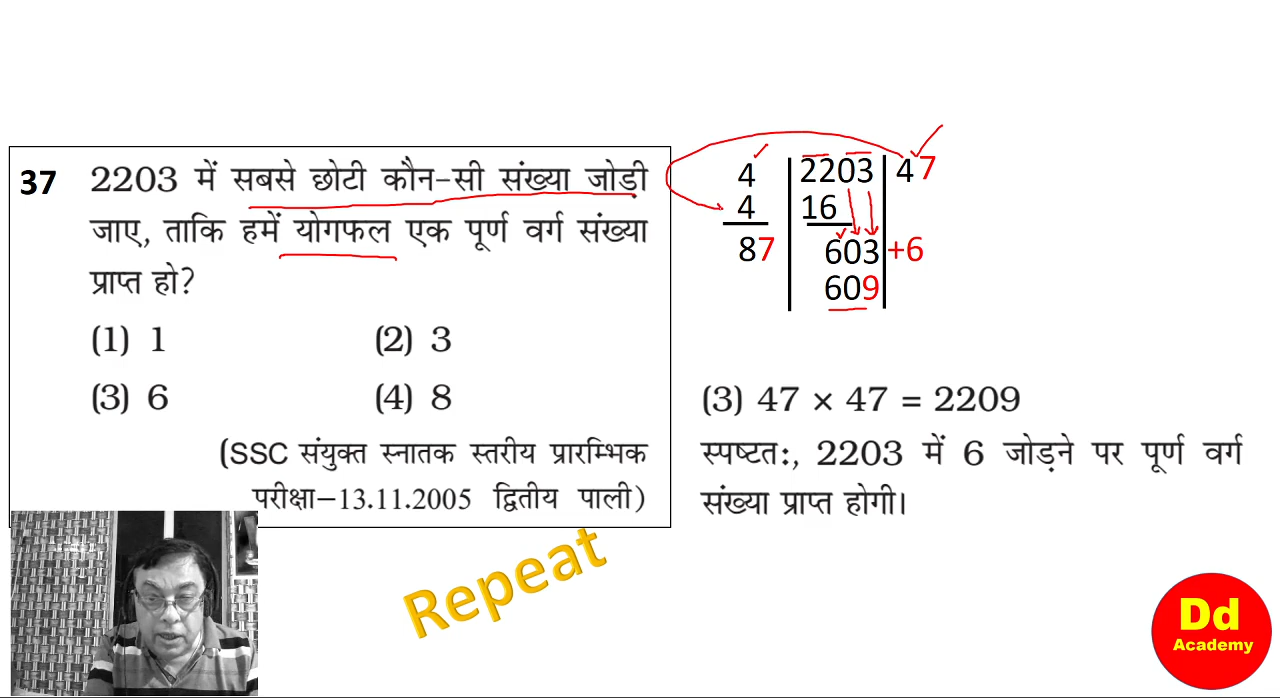 37 2203 में सबसे छोटी कौन-सी संख्या जोड़ी
जाए, ताकि हमें योगफल एक पूर्ण वर्ग संख्या
प्राप्त हो?
(1) 1 (2) 3
(3) 6 (4) 8
(SSC संयुक्त स्नातक स्तरीय प्रारम्भिक
परीक्षा–13.11.2005 द्वितीय पाली)
4 2203 47
4 16
87 603 +6
609
(3) 47 × 47 = 2209
स्पष्टतः, 2203 में 6 जोड़ने पर पूर्ण वर्ग
संख्या प्राप्त होगी।
Repeat
Dd
Academy